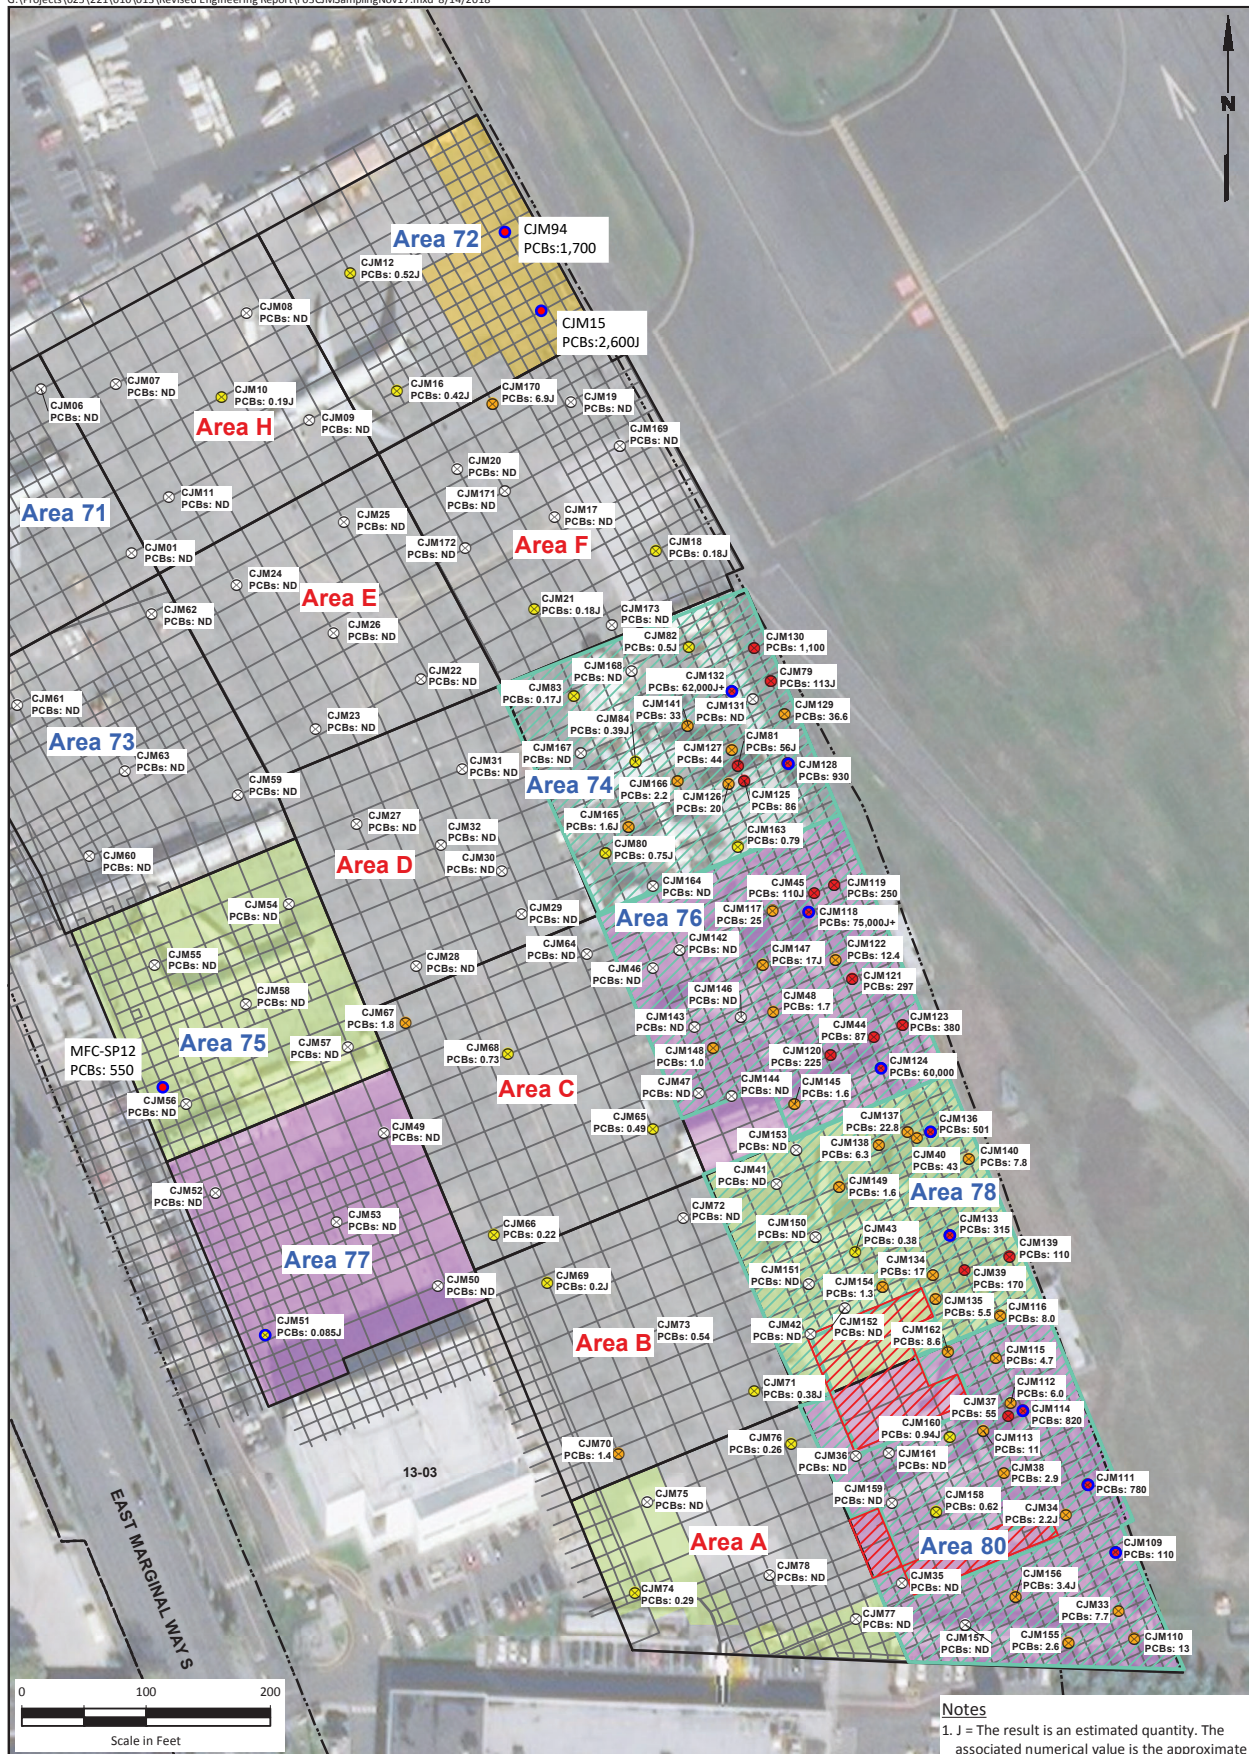 G:\Projects\025\221\010\013\Revised Engineering Report\F03CJMSamplingNov17.mxd 8/14/2018
N
Area 72
CJM94
PCBs:1,700
CJM12
PCBs: 0.52J
CJM08
PCBs: ND
CJM15
PCBs:2,600J
CJM07
PCBs: ND
CJM06
PCBs: ND
CJM10
PCBs: 0.19J
CJM16
PCBs: 0.42J
CJM170
PCBs: 6.9J
CJM19
PCBs: ND
Area H
CJM09
PCBs: ND
CJM169
PCBs: ND
CJM20
PCBs: ND
CJM11
PCBs: ND
CJM171
PCBs: ND
Area 71
CJM25
PCBs: ND
CJM17
PCBs: ND
CJM01
PCBs: ND
CJM172
PCBs: ND
Area F
CJM18
PCBs: 0.18J
CJM24
PCBs: ND
Area E
CJM62
PCBs: ND
CJM21
PCBs: 0.18J
CJM173
PCBs: ND
CJM26
PCBs: ND
CJM82
PCBs: 0.5J
CJM130
PCBs: 1,100
CJM22
PCBs: ND
CJM168
PCBs: ND
CJM132
PCBs: 62,000J+
CJM79
PCBs: 113J
CJM61
PCBs: ND
CJM83
PCBs: 0.17J
CJM141
PCBs: 33
CJM131
PCBs: ND
CJM129
PCBs: 36.6
CJM23
PCBs: ND
CJM84
PCBs: 0.39J
Area 73
CJM127
PCBs: 44
CJM81
PCBs: 56J
CJM63
PCBs: ND
CJM31
PCBs: ND
CJM167
PCBs: ND
CJM128
PCBs: 930
CJM59
PCBs: ND
Area 74
CJM166
PCBs: 2.2
CJM126
PCBs: 20
CJM125
PCBs: 86
CJM27
PCBs: ND
CJM165
PCBs: 1.6J
CJM32
PCBs: ND
CJM163
PCBs: 0.79
CJM60
PCBs: ND
Area D
CJM30
PCBs: ND
CJM80
PCBs: 0.75J
CJM164
PCBs: ND
CJM45
PCBs: 110J
CJM119
PCBs: 250
CJM54
PCBs: ND
CJM29
PCBs: ND
Area 76
CJM117
PCBs: 25
CJM118
PCBs: 75,000J+
CJM64
PCBs: ND
CJM142
PCBs: ND
CJM55
PCBs: ND
CJM28
PCBs: ND
CJM46
PCBs: ND
CJM147
PCBs: 17J
CJM122
PCBs: 12.4
CJM121
PCBs: 297
CJM58
PCBs: ND
CJM146
PCBs: ND
CJM48
PCBs: 1.7
CJM67
PCBs: 1.8
CJM143
PCBs: ND
CJM44
PCBs: 87
CJM123
PCBs: 380
Area 75
CJM57
PCBs: ND
CJM68
PCBs: 0.73
CJM148
PCBs: 1.0
CJM120
PCBs: 225
MFC-SP12
PCBs: 550
CJM124
PCBs: 60,000
Area C
CJM47
PCBs: ND
CJM144
PCBs: ND
CJM145
PCBs: 1.6
CJM56
PCBs: ND
CJM65
PCBs: 0.49
CJM137
PCBs: 22.8
CJM136
PCBs: 501
CJM49
PCBs: ND
CJM153
PCBs: ND
CJM138
PCBs: 6.3
CJM40
PCBs: 43
CJM140
PCBs: 7.8
CJM41
PCBs: ND
CJM149
PCBs: 1.6
CJM52
PCBs: ND
Area 78
CJM72
PCBs: ND
CJM53
PCBs: ND
CJM66
PCBs: 0.22
CJM150
PCBs: ND
CJM43
PCBs: 0.38
CJM133
PCBs: 315
CJM139
PCBs: 110
Area 77
CJM151
PCBs: ND
CJM134
PCBs: 17
CJM39
PCBs: 170
CJM50
PCBs: ND
CJM69
PCBs: 0.2J
CJM154
PCBs: 1.3
CJM135
PCBs: 5.5
CJM116
PCBs: 8.0
CJM51
PCBs: 0.085J
CJM73
PCBs: 0.54
CJM42
PCBs: ND
CJM152
PCBs: ND
CJM162
PCBs: 8.6
Area B
CJM115
PCBs: 4.7
CJM71
PCBs: 0.38J
CJM112
PCBs: 6.0
CJM37
PCBs: 55
CJM114
PCBs: 820
CJM160
PCBs: 0.94J
CJM113
PCBs: 11
CJM76
PCBs: 0.26
CJM70
PCBs: 1.4
CJM36
PCBs: ND
CJM161
PCBs: ND
13-03
CJM38
PCBs: 2.9
CJM111
PCBs: 780
CJM75
PCBs: ND
CJM159
PCBs: ND
CJM158
PCBs: 0.62
CJM34
PCBs: 2.2J
EAST MARGINAL WAY S
Area A
Area 80
CJM109
PCBs: 110
CJM78
PCBs: ND
CJM35
PCBs: ND
CJM156
PCBs: 3.4J
CJM74
PCBs: 0.29
CJM33
PCBs: 7.7
CJM77
PCBs: ND
CJM157
PCBs: ND
CJM155
PCBs: 2.6
CJM110
PCBs: 13
0 100 200
Scale in Feet
Notes
1. J = The result is an estimated quantity. The
associated numerical value is the approximate